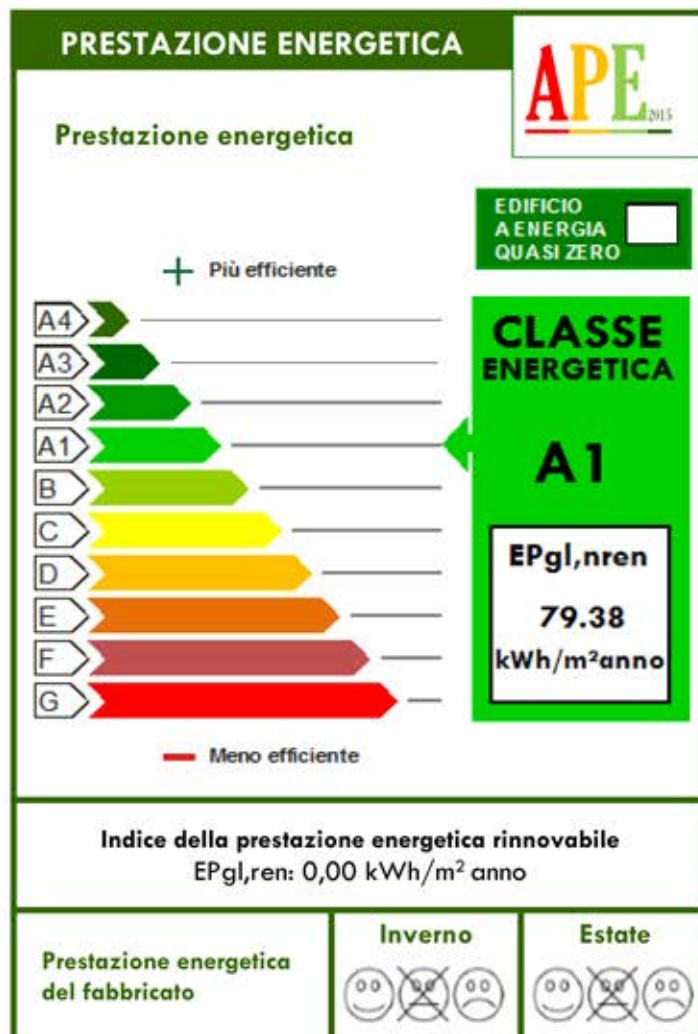 PRESTAZIONE ENERGETICA
APE 2015
Prestazione energetica
EDIFICIO
A ENERGIA
QUASI ZERO
+ Più efficiente
A4
A3
A2
A1
B
C
D
E
F
G
CLASSE
ENERGETICA
A1
EPgl,nren
79.38
kWh/m²anno
Meno efficiente
Indice della prestazione energetica rinnovabile
EPgl,ren: 0,00 kWh/m² anno
Prestazione energetica
del fabbricato
Inverno
Estate